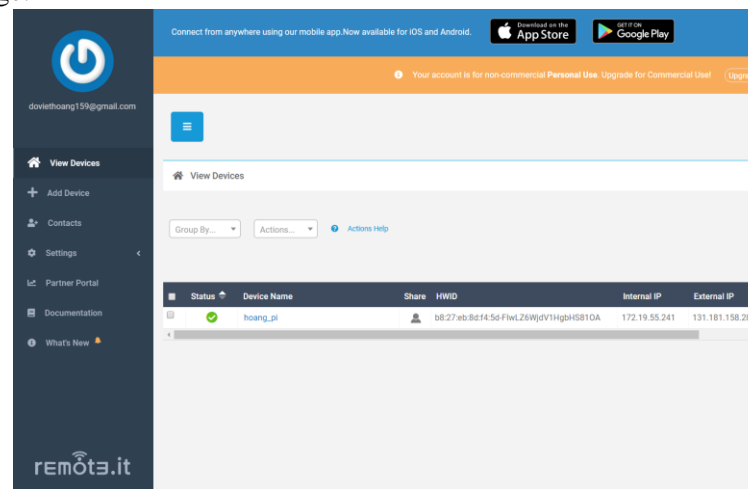 Connect from anywhere using our mobile app.Now available for iOS and Android.
Download on the
App Store
GET IT ON
Google Play
Your account is for non-commercial Personal Use. Upgrade for Commercial Use!
doviethoang159@gmail.com
View Devices
Add Device
Contacts
Settings
Partner Portal
Documentation
What's New
remote.it
View Devices
Group By...
Actions...
Actions Help
Status Device Name Share HWID Internal IP External IP
hoang_pi b8:27:eb:8d:f4:5d-FIwLZ6WjdV1HgbHS81OA 172.19.55.241